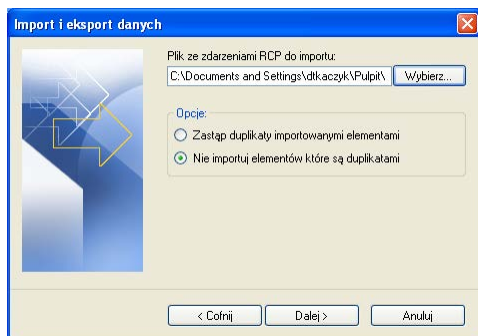 Import i eksport danych
Plik ze zdarzeniami RCP do importu:
C:\Documents and Settings\dtkaczyk\Pulpit\ Wybierz...
Opcje:
Zastąp duplikaty importowanymi elementami
Nie importuj elementów które są duplikatami
< Cofnij Dalej > Anuluj